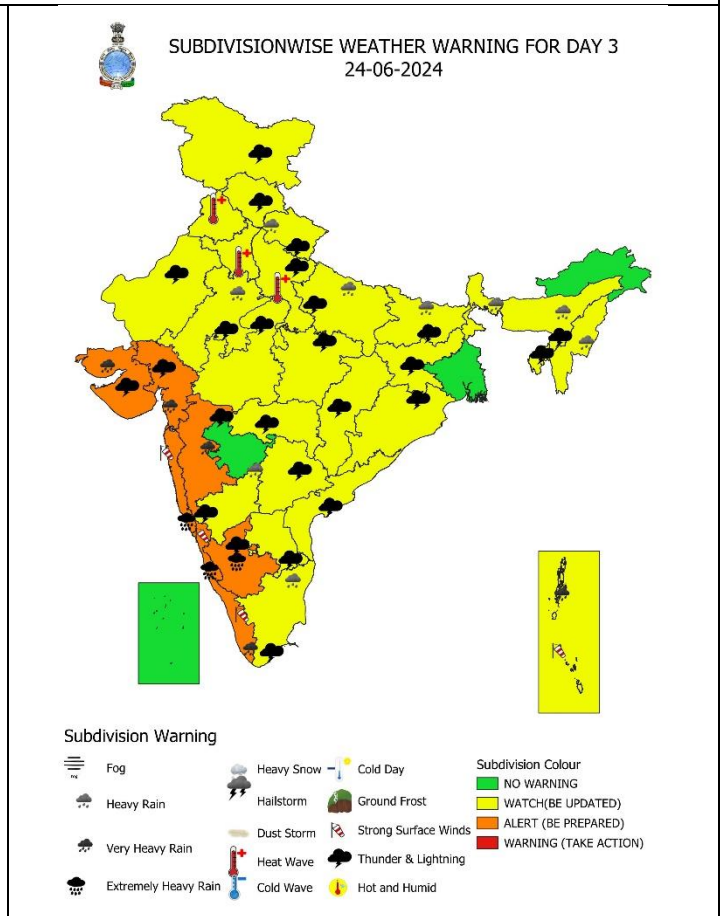 SUBDIVISIONWISE WEATHER WARNING FOR DAY 3
24-06-2024
Subdivision Warning
Fog
Heavy Rain
Very Heavy Rain
Extremely Heavy Rain
Heavy Snow
Hailstorm
Dust Storm
Heat Wave
Cold Wave
Cold Day
Ground Frost
Strong Surface Winds
Thunder & Lightning
Hot and Humid
Subdivision Colour
NO WARNING
WATCH(BE UPDATED)
ALERT (BE PREPARED)
WARNING (TAKE ACTION)